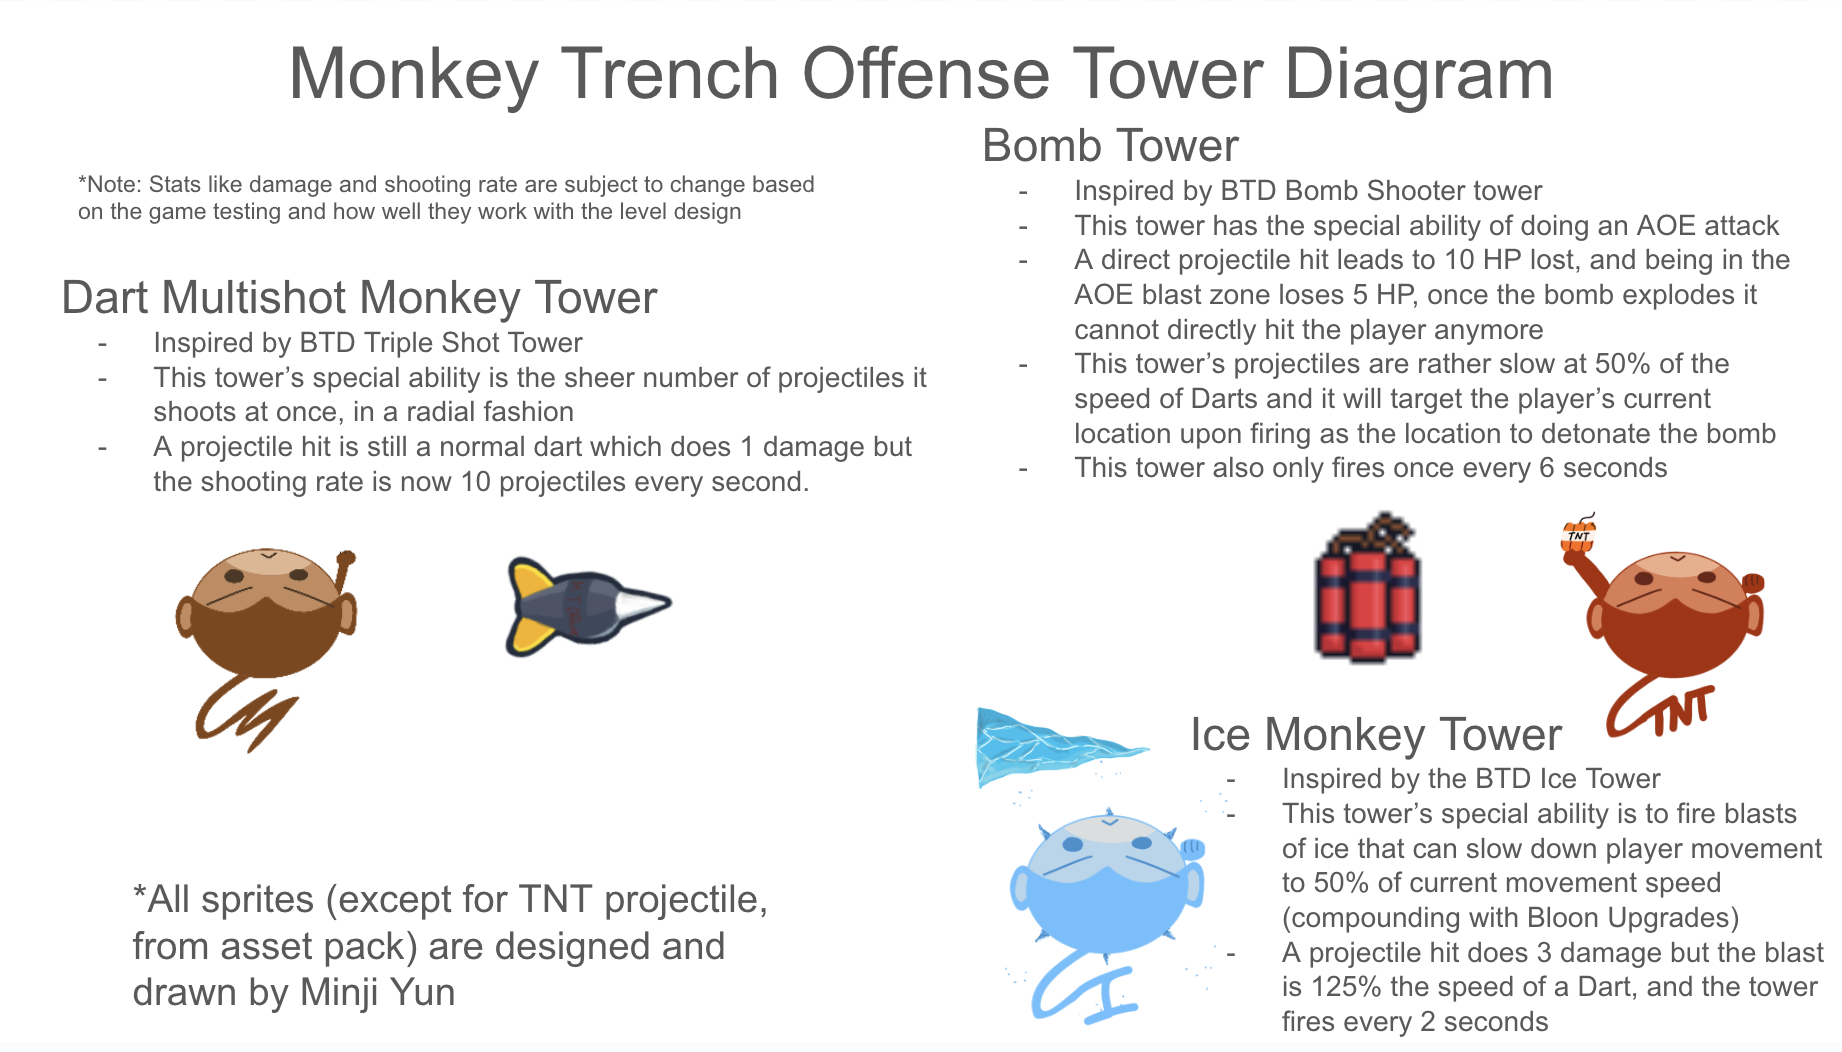 Monkey Trench Offense Tower Diagram
*Note: Stats like damage and shooting rate are subject to change based
on the game testing and how well they work with the level design
Dart Multishot Monkey Tower
- Inspired by BTD Triple Shot Tower
- This tower’s special ability is the sheer number of projectiles it
shoots at once, in a radial fashion
- A projectile hit is still a normal dart which does 1 damage but
the shooting rate is now 10 projectiles every second.
Bomb Tower
- Inspired by BTD Bomb Shooter tower
- This tower has the special ability of doing an AOE attack
- A direct projectile hit leads to 10 HP lost, and being in the
AOE blast zone loses 5 HP, once the bomb explodes it
cannot directly hit the player anymore
- This tower’s projectiles are rather slow at 50% of the
speed of Darts and it will target the player’s current
location upon firing as the location to detonate the bomb
- This tower also only fires once every 6 seconds
TNT
TNT
Ice Monkey Tower
- Inspired by the BTD Ice Tower
- This tower’s special ability is to fire blasts
of ice that can slow down player movement
to 50% of current movement speed
(compounding with Bloon Upgrades)
- A projectile hit does 3 damage but the blast
is 125% the speed of a Dart, and the tower
fires every 2 seconds
*All sprites (except for TNT projectile,
from asset pack) are designed and
drawn by Minji Yun